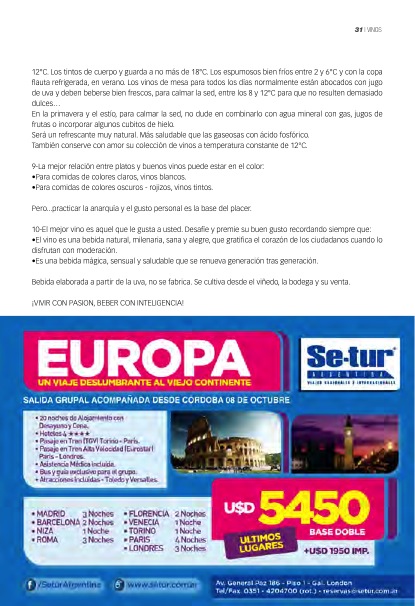 31 | VINOS
12°C. Los tintos de cuerpo y guarda a no más de 18°C. Los espumosos bien fríos entre 2 y 6°C y con la copa
flauta refrigerada, en verano. Los vinos de mesa para todos los días normalmente están abocados con jugo
de uva y deben beberse bien frescos, para calmar la sed, entre los 8 y 12°C para que no resulten demasiado
dulces…
En la primavera y el estío, para calmar la sed, no dude en combinarlo con agua mineral con gas, jugos de
frutas o incorporar algunos cubitos de hielo.
Será un refrescante muy natural. Más saludable que las gaseosas con ácido fosfórico.
También conserve con amor su colección de vinos a temperatura constante de 12°C.
9-La mejor relación entre platos y buenos vinos puede estar en el color:
•Para comidas de colores claros, vinos blancos.
•Para comidas de colores oscuros - rojizos, vinos tintos.
Pero...practicar la anarquía y el gusto personal es la base del placer.
10-El mejor vino es aquel que le gusta a usted. Desafíe y premie su buen gusto recordando siempre que:
•El vino es una bebida natural, milenaria, sana y alegre, que gratifica el corazón de los ciudadanos cuando lo
disfrutan con moderación.
•Es una bebida mágica, sensual y saludable que se renueva generación tras generación.
Bebida elaborada a partir de la uva, no se fabrica. Se cultiva desde el viñedo, la bodega y su venta.
¡VIVIR CON PASION, BEBER CON INTELIGENCIA!
EUROPA
UN VIAJE DESLUMBRANTE AL VIEJO CONTINENTE
Se-tur
ARGENTINA
VIAJES REGIONALES E INTERNACIONALES
SALIDA GRUPAL ACOMPAÑADA DESDE CÓRDOBA 08 DE OCTUBRE
• 20 noches de Alojamiento con
Desayuno y Cena.
• Hoteles 4 ★★★★
• Pasaje en Tren (TGV) Torino - Paris.
• Pasaje en Tren Alta Velocidad (Eurostar)
Paris - Londres.
• Asistencia Médica incluida.
• Bus y guía exclusivo para el grupo.
• Atracciones incluidas - Toledo y Versalles.
• MADRID 3 Noches
• BARCELONA 2 Noches
• NIZA 1 Noche
• ROMA 3 Noches
• FLORENCIA 2 Noches
• VENECIA 1 Noche
• TORINO 1 Noche
• PARIS 4 Noches
• LONDRES 3 Noches
U$D 5450
BASE DOBLE
ULTIMOS
LUGARES
+U$D 1950 IMP.
/SeturArgentina
www.setur.com.ar
Av. General Paz 186 - Piso 1 - Gal. London
Tel/Fax. 0351 - 4204700 (rot.) - reservas@setur.com.ar